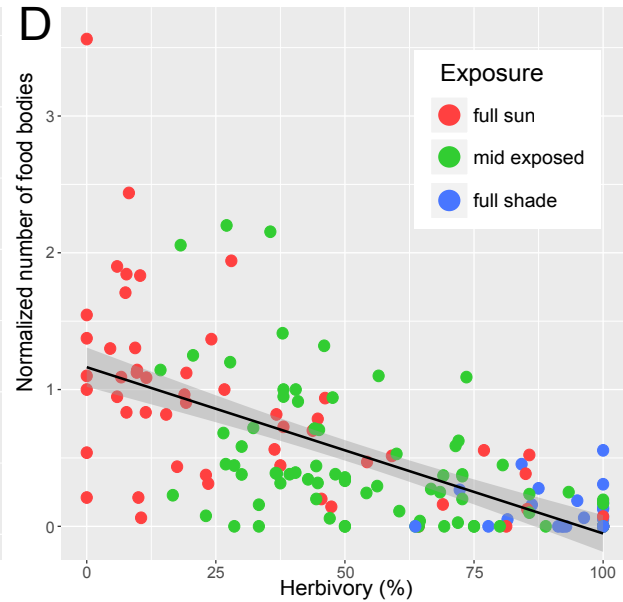 D
Normalized number of food bodies
3
2
1
0
Exposure
full sun
mid exposed
full shade
0 25 50 75 100
Herbivory (%)